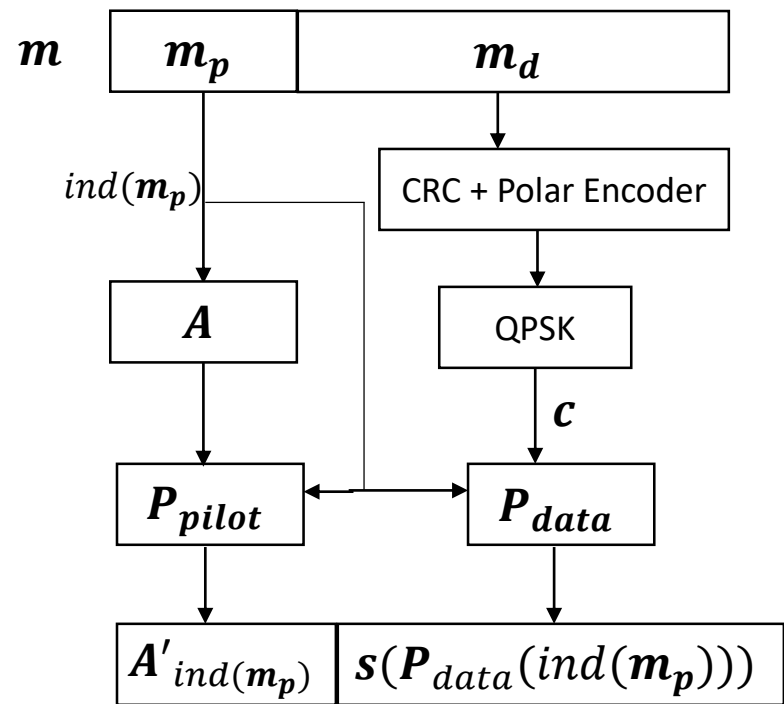 m m_p m_d
ind(m_p)
CRC + Polar Encoder
A
QPSK
c
P_pilot P_data
A'_ind(m_p) s(P_data(ind(m_p)))